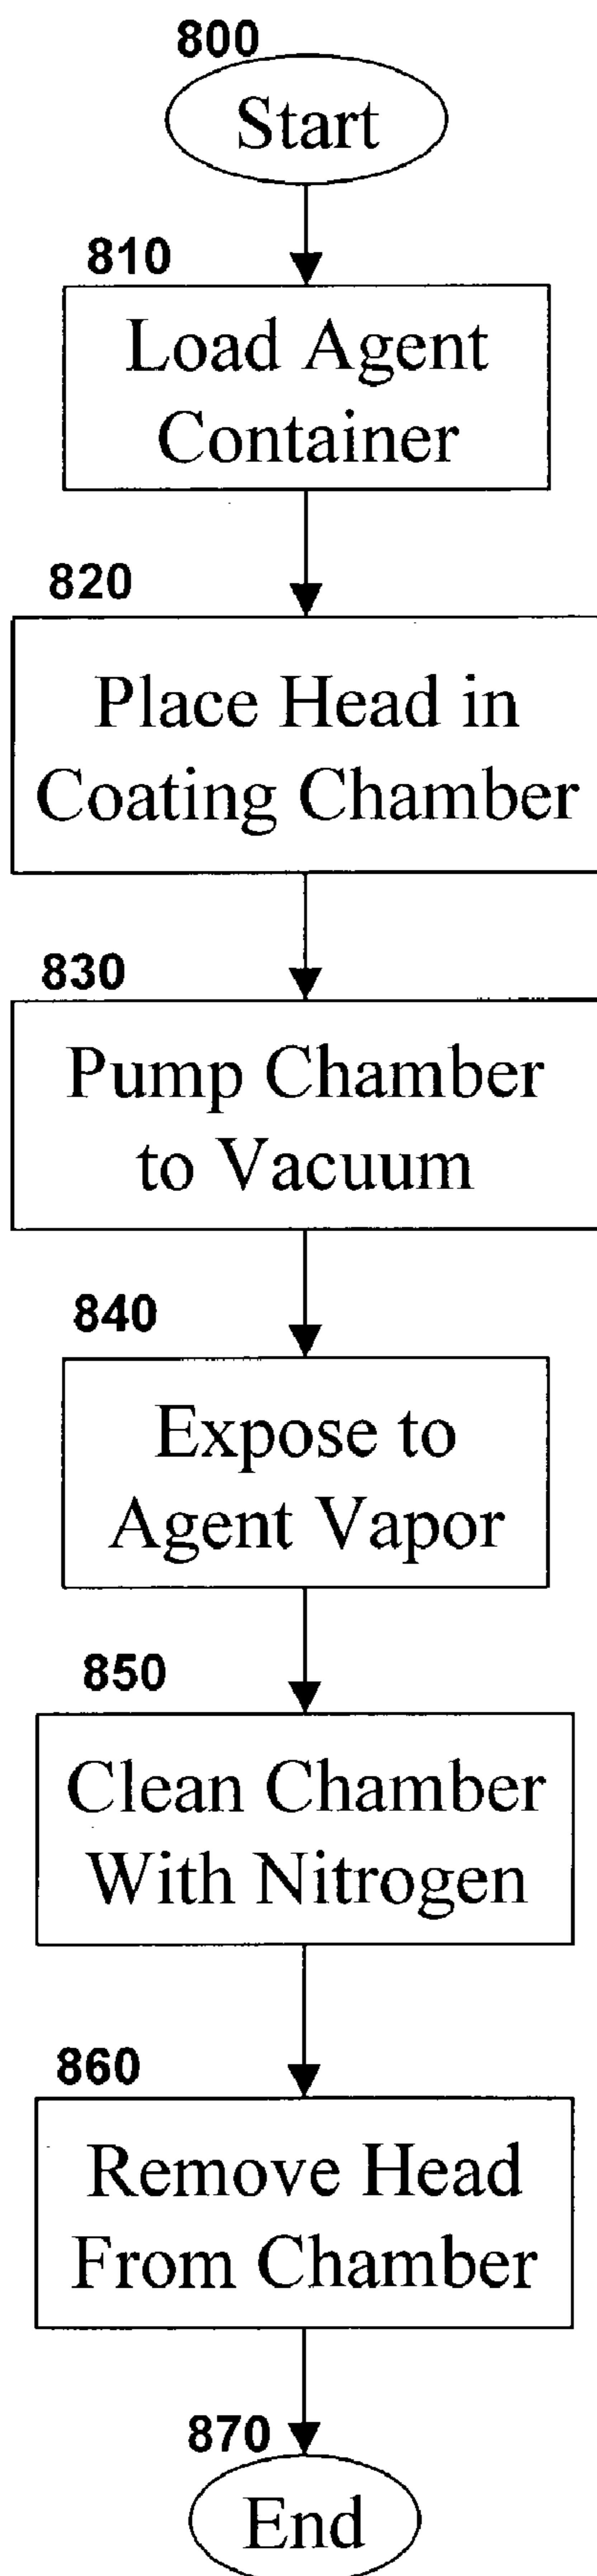 800
Start
810
Load Agent
Container
820
Place Head in
Coating Chamber
830
Pump Chamber
to Vacuum
840
Expose to
Agent Vapor
850
Clean Chamber
With Nitrogen
860
Remove Head
From Chamber
870
End